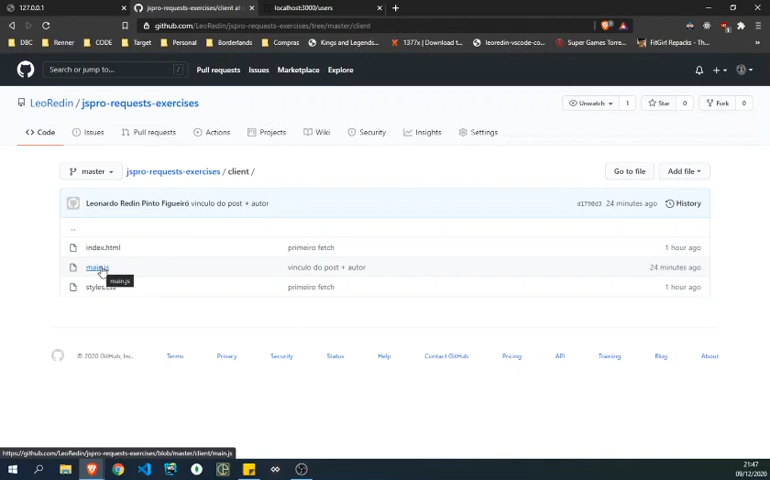 127.0.0.1
jspro-requests-exercises/client at
localhost:3000/users
github.com/LeoRedin/jspro-requests-exercises/tree/master/client
DBC Renner CODE Target Personal Borderlands Compras Kings and Legends... 1377x | Download t... leoredin-vscode-co... Super Games Torre... FitGirl Repacks - Th...
Search or jump to... /
Pull requests Issues Marketplace Explore
LeoRedin / jspro-requests-exercises
Unwatch 1 Star 0 Fork 0
Code Issues Pull requests Actions Projects Wiki Security Insights Settings
master jspro-requests-exercises / client / Go to file Add file
Leonardo Redin Pinto Figueiró vinculo do post + autor d1790d3 24 minutes ago History
..
index.html primeiro fetch 1 hour ago
main.js vinculo do post + autor 24 minutes ago
main.js
styles.css primeiro fetch 1 hour ago
© 2020 GitHub, Inc. Terms Privacy Security Status Help Contact GitHub Pricing API Training Blog About
https://github.com/LeoRedin/jspro-requests-exercises/blob/master/client/main.js
21:47
09/12/2020